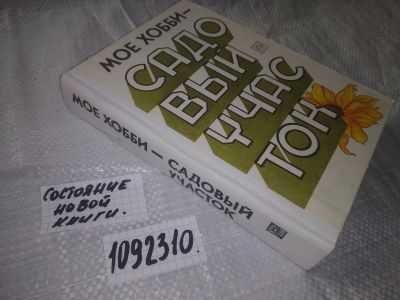 МОЕ ХОББИ–
САДО
ВЫЙ
УЧАС
ТОК
МОЕ ХОББИ – САДОВЫЙ
УЧАСТОК
СОСТОЯНИЕ
НОВОЙ
КНИГИ.
1092310.